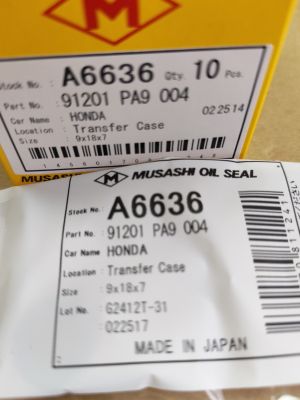 Stock No. : A6636 Qty. 10 Pcs.
Part No. : 91201 PA9 004
Car Name : HONDA 022514
Location : Transfer Case
Size : 9x18x7
MUSASHI
M MUSASHI OIL SEAL
Stock No. : A6636
Part No. : 91201 PA9 004
Car Name : HONDA
Location : Transfer Case
Size : 9x18x7
Lot No. : G2412T-31
022517
MADE IN JAPAN